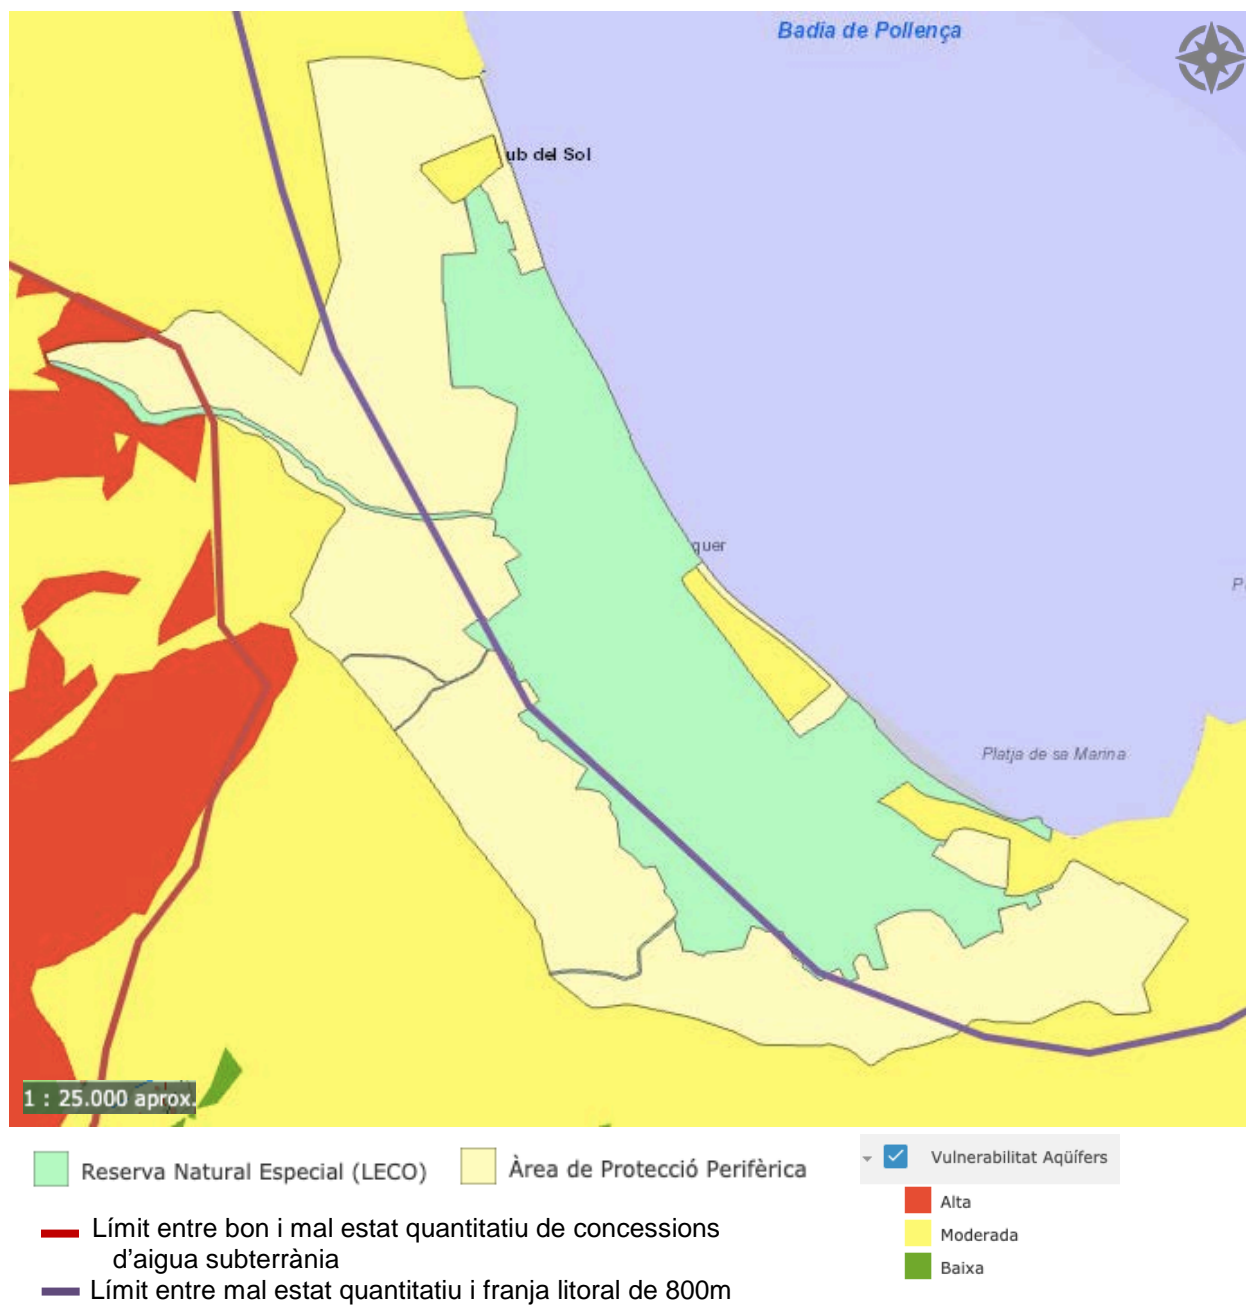 Badia de Pollença
ub del Sol
quer
P
Platja de sa Marina
1 : 25.000 aprox.
Reserva Natural Especial (LECO)
Àrea de Protecció Perifèrica
Vulnerabilitat Aqüífers
Alta
Moderada
Baixa
Límit entre bon i mal estat quantitatiu de concessions
d'aigua subterrània
Límit entre mal estat quantitatiu i franja litoral de 800m